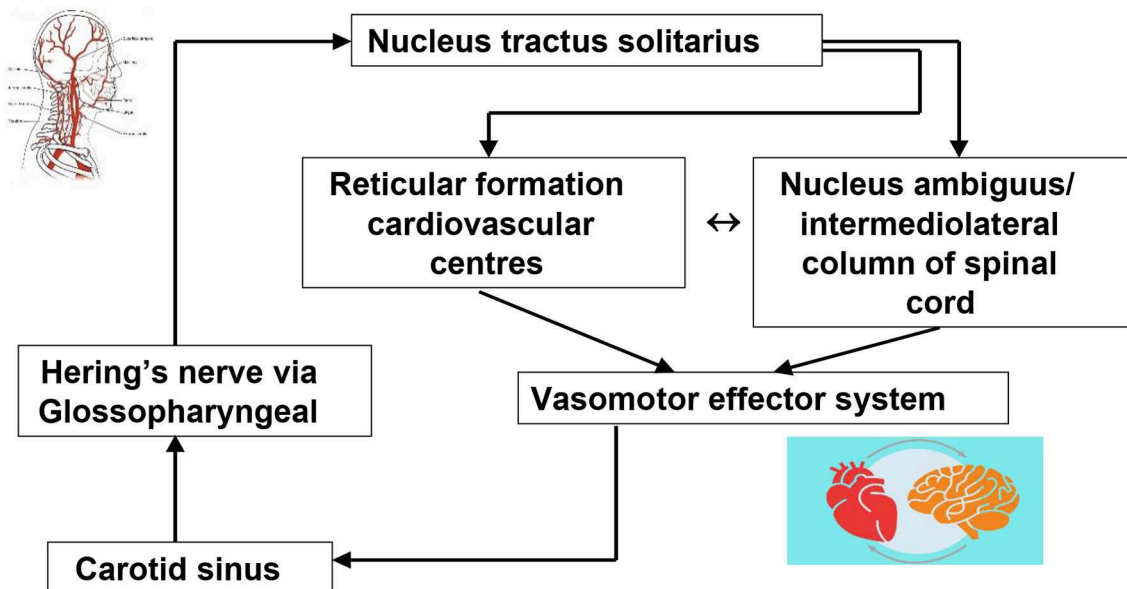 Nucleus tractus solitarius
Reticular formation
cardiovascular
centres
↔
Nucleus ambiguus/
intermediolateral
column of spinal
cord
Hering’s nerve via
Glossopharyngeal
Vasomotor effector system
Carotid sinus